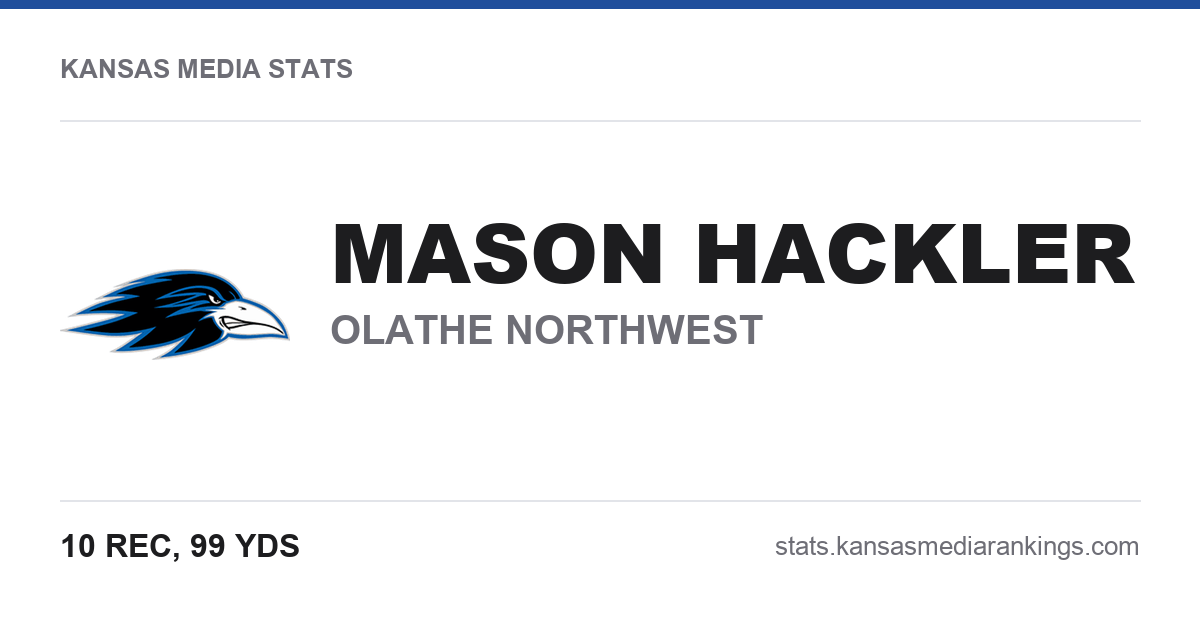 KANSAS MEDIA STATS
MASON HACKLER
OLATHE NORTHWEST
10 REC, 99 YDS
stats.kansasmediarankings.com